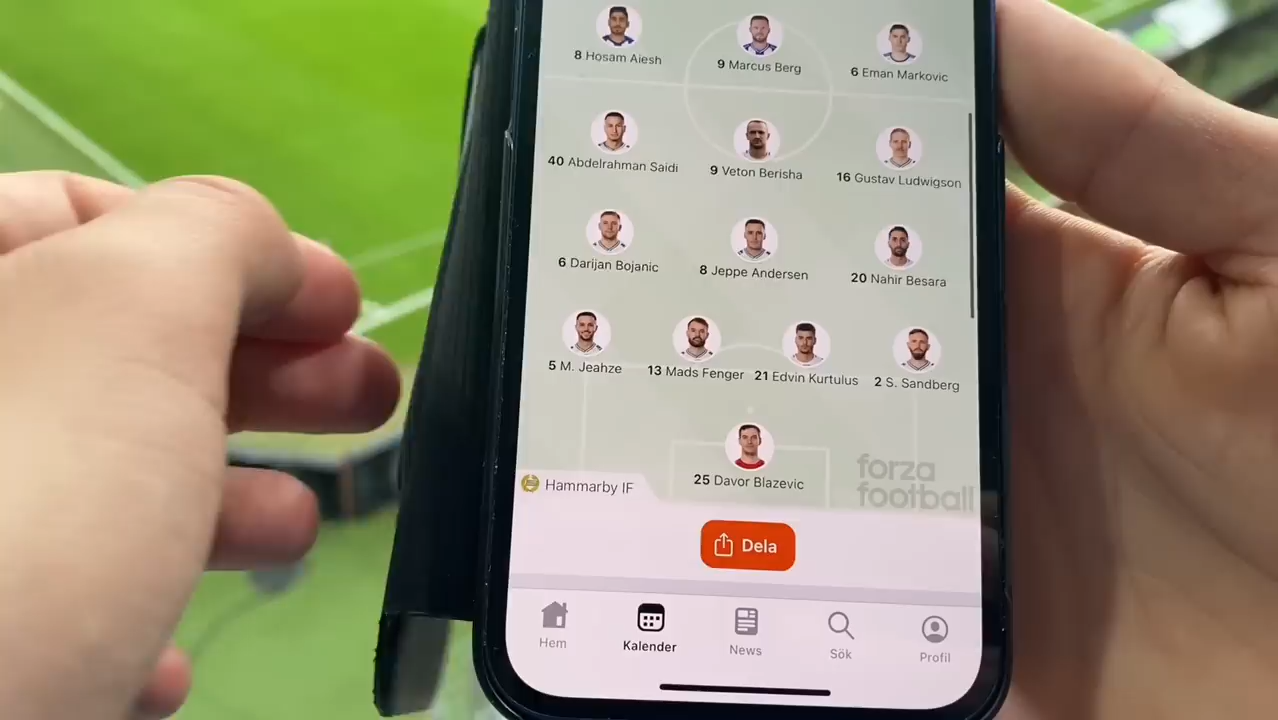 8 Hosam Aiesh
9 Marcus Berg
6 Eman Markovic
40 Abdelrahman Saidi
9 Veton Berisha
16 Gustav Ludwigson
6 Darijan Bojanic
8 Jeppe Andersen
20 Nahir Besara
5 M. Jeahze
13 Mads Fenger
21 Edvin Kurtulus
2 S. Sandberg
25 Davor Blazevic
Hammarby IF
forza
football
Dela
Hem
Kalender
News
Sök
Profil